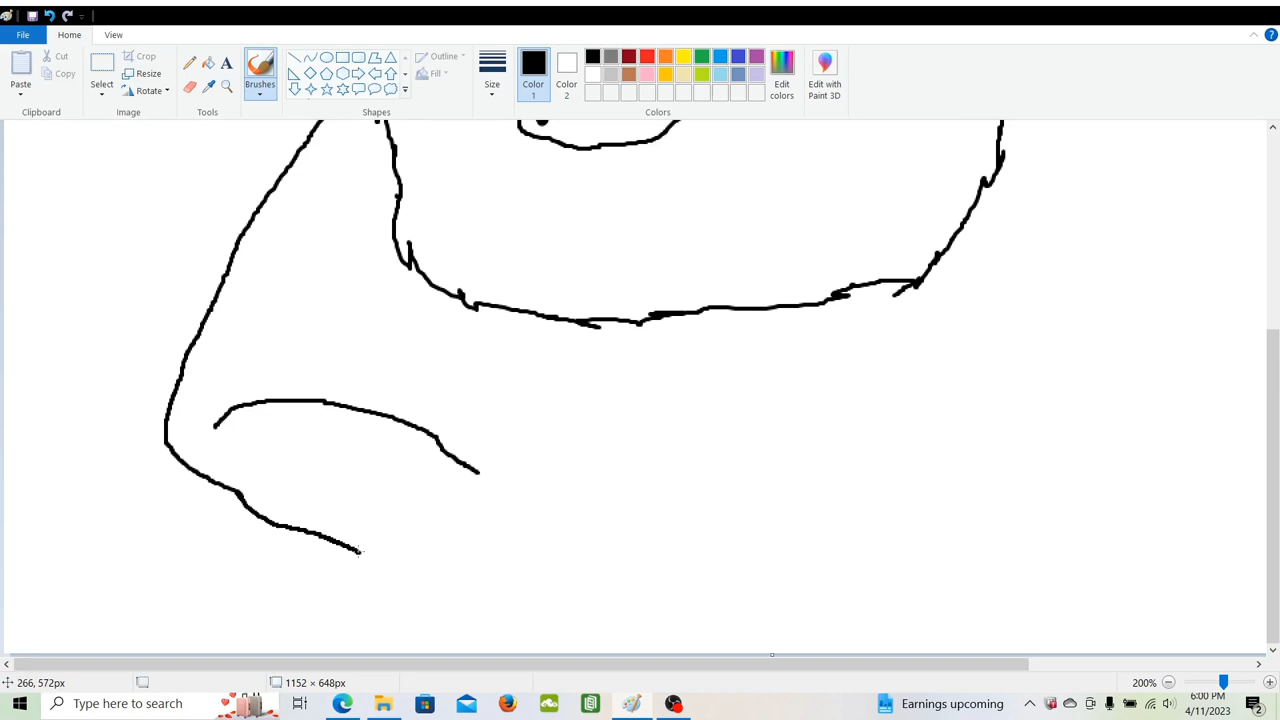 File
Home
View
Paste
Cut
Copy
Clipboard
Select
Crop
Resize
Rotate
Image
A
Tools
Brushes
Outline
Fill
Shapes
Size
Color
1
Color
2
Edit
colors
Colors
Edit with
Paint 3D
?
266, 572px
1152 × 648px
200%
Type here to search
Earnings upcoming
6:00 PM
4/11/2023
2